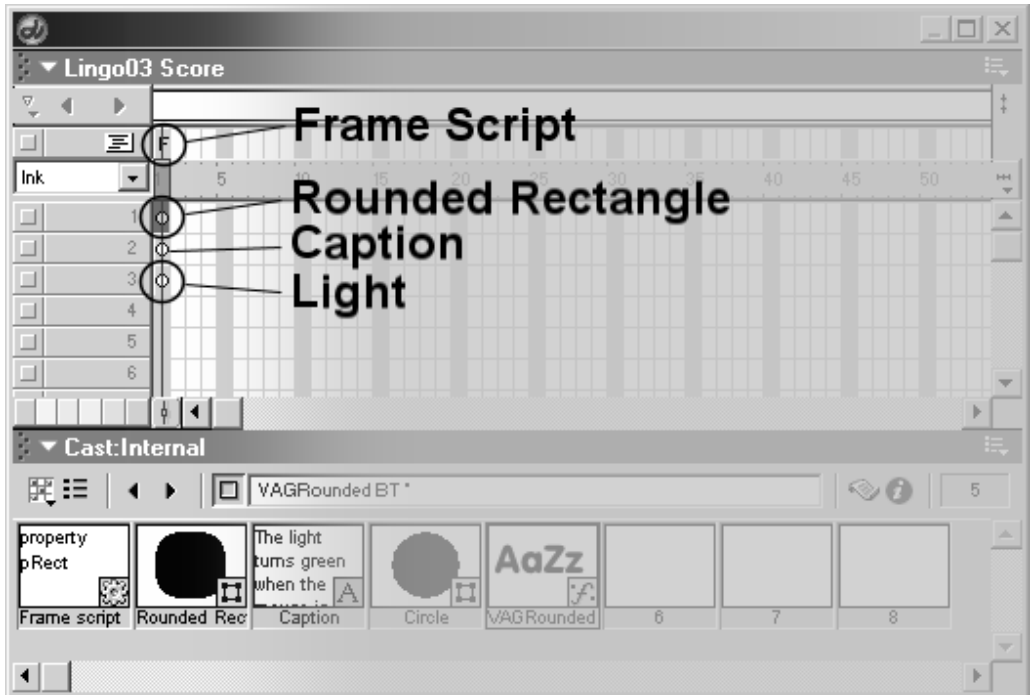 Lingo03 Score
Frame Script
F
Ink
1 5 10 15 20 25 30 35 40 45 50
1
Rounded Rectangle
2
Caption
3
Light
4
5
6
Cast:Internal
VAGRounded BT *
5
property
pRect
The light
turns green
when the
AaZz
Frame script Rounded Rec Caption Circle VAGRounded 6 7 8